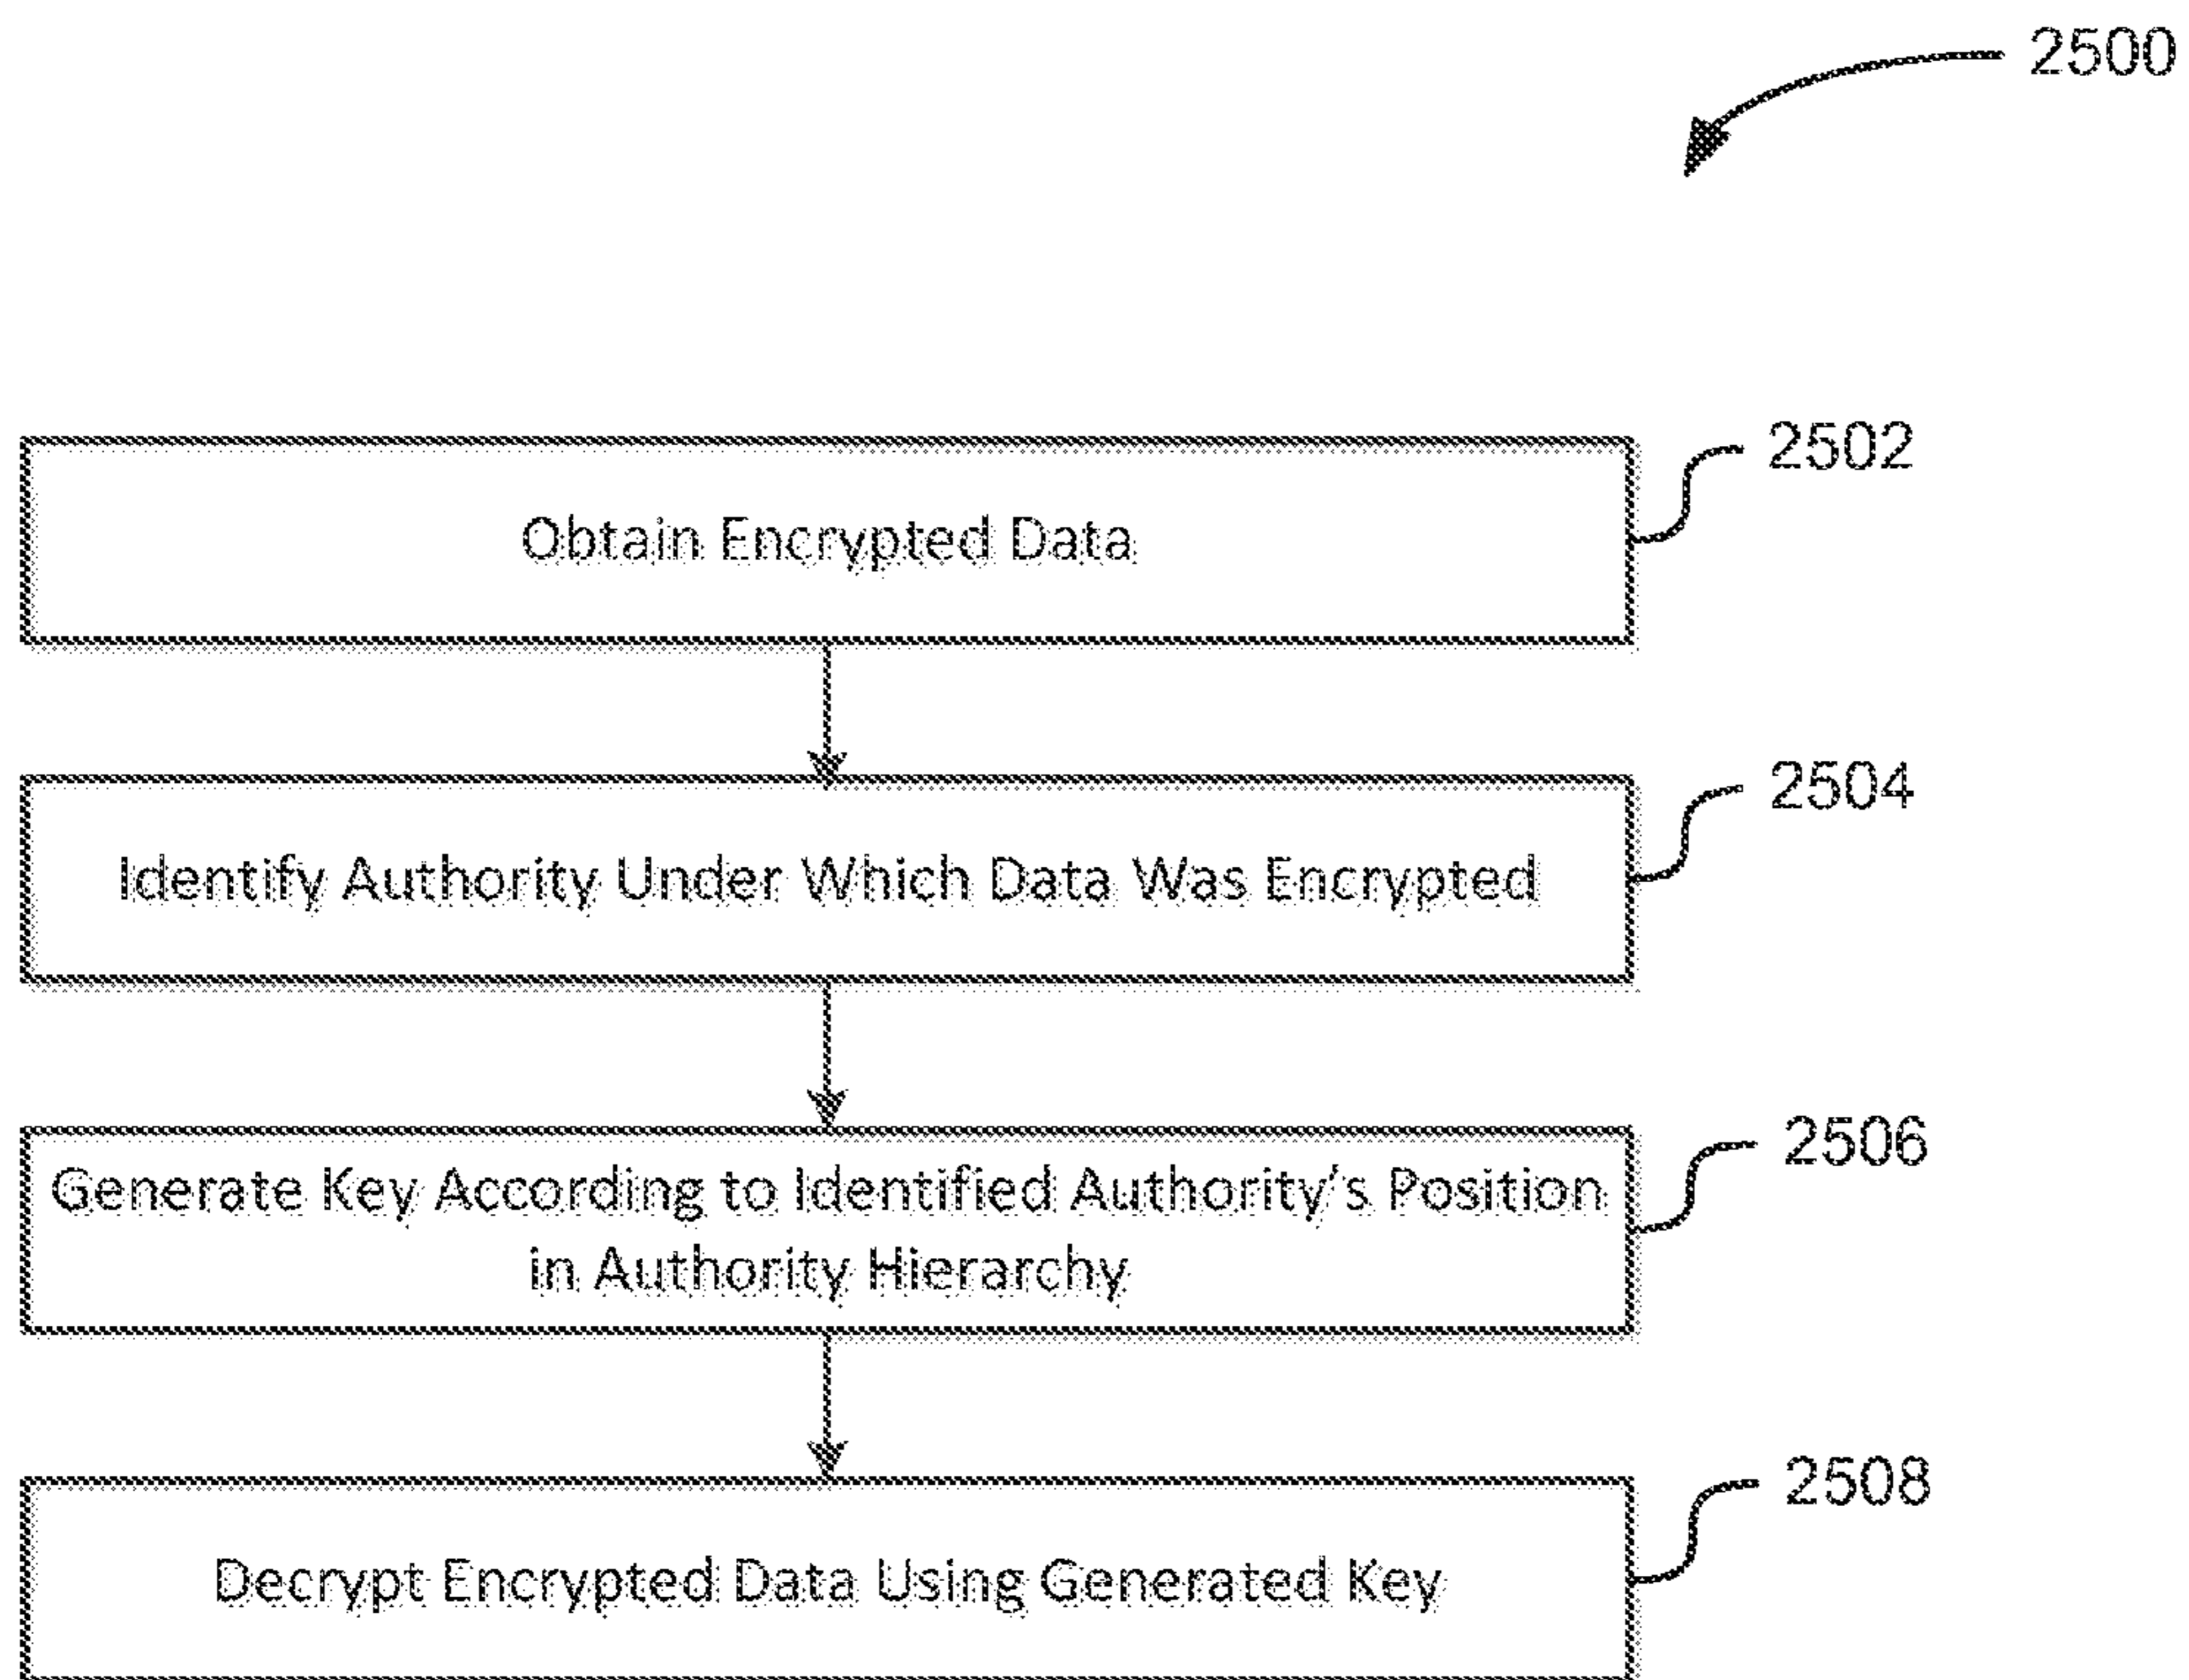 2500
2502
Obtain Encrypted Data
2504
Identify Authority Under Which Data Was Encrypted
2506
Generate Key According to Identified Authority's Position
in Authority Hierarchy
2508
Decrypt Encrypted Data Using Generated Key